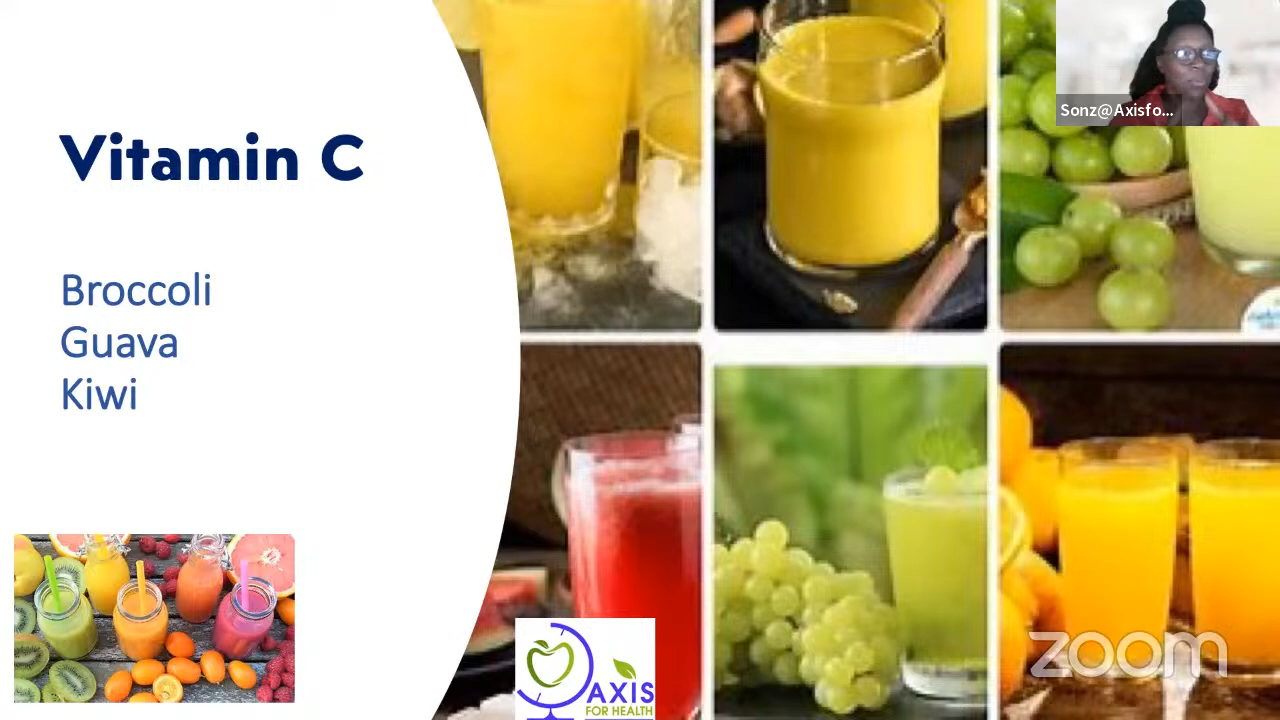 Vitamin C
Broccoli
Guava
Kiwi
Sonz@Axisfo...
AXIS
FOR HEALTH
zoom